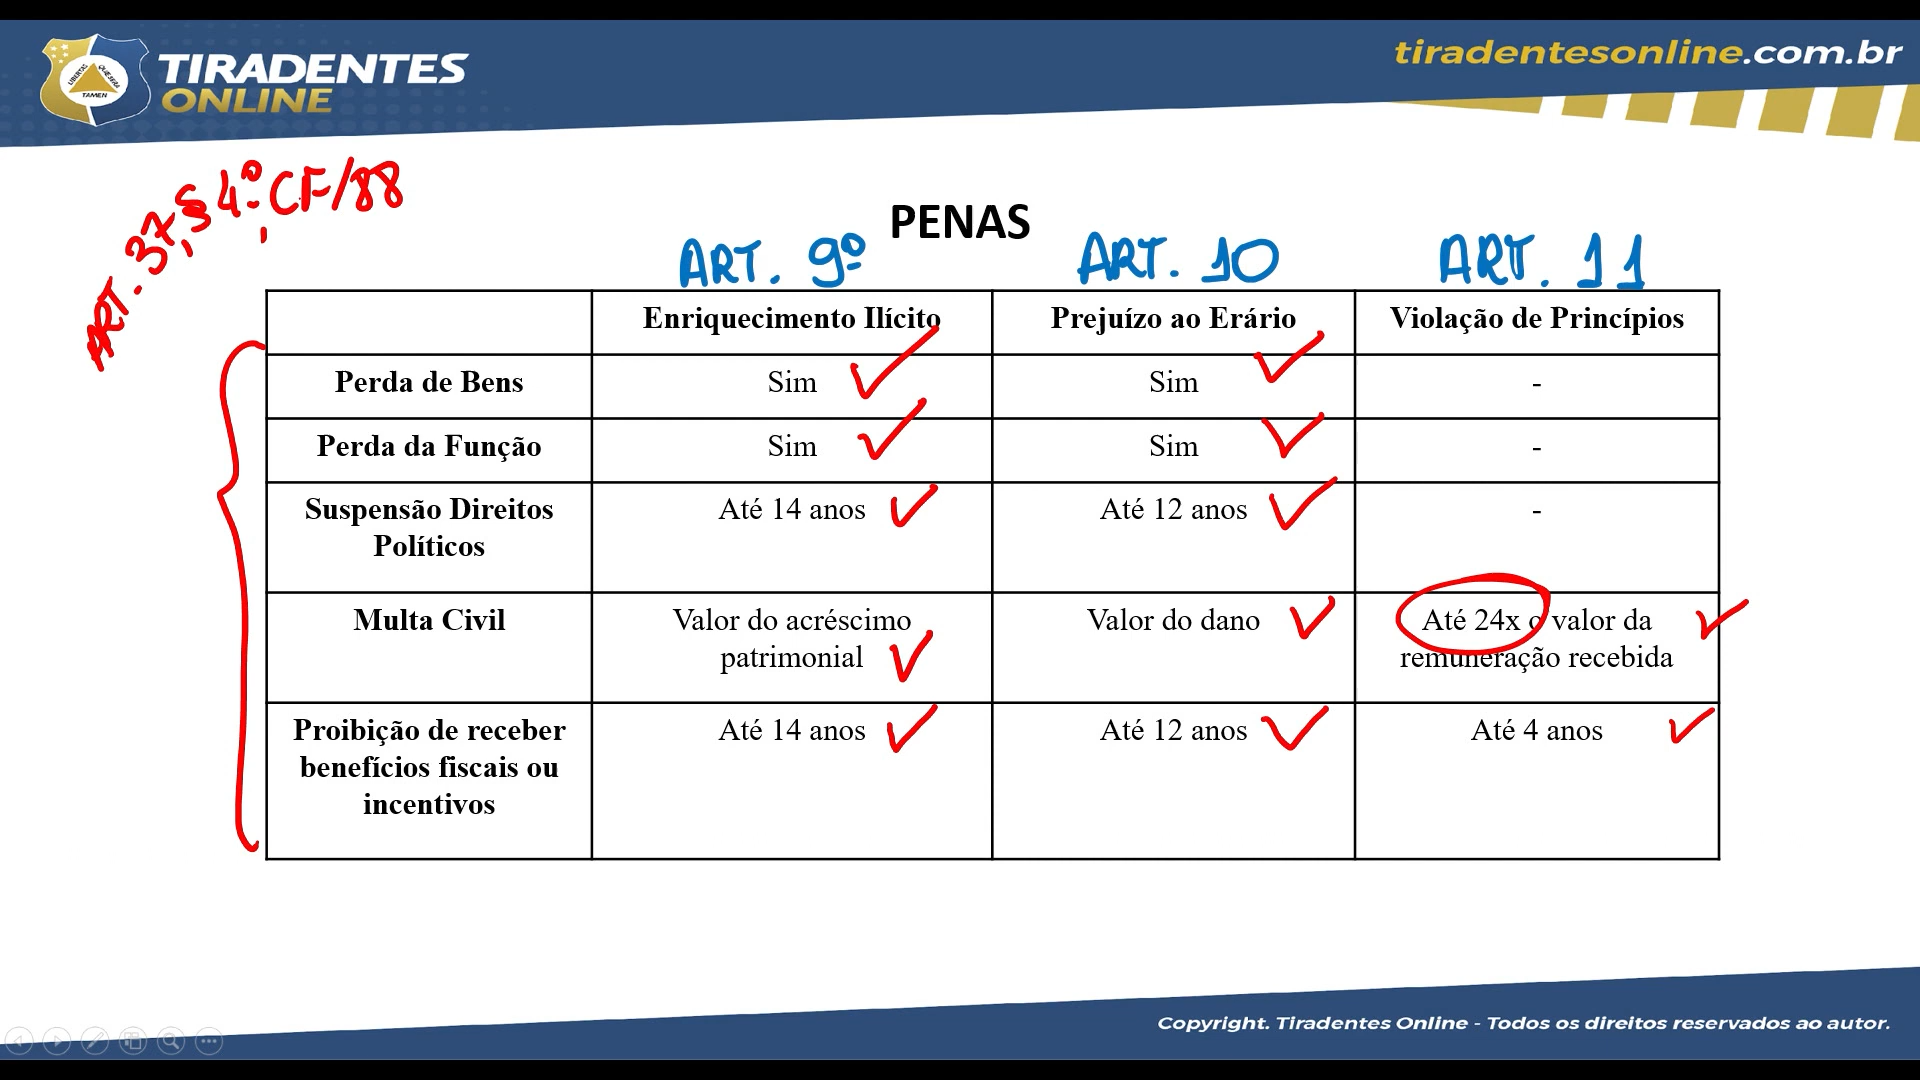 TIRADENTES
ONLINE
LIBERTAS
QUÆ SERA
TAMEN
tiradentesonline.com.br
ART. 37, § 4º, CF/88
PENAS
ART. 9º ART. 10 ART. 11
Enriquecimento Ilícito Prejuízo ao Erário Violação de Princípios
Perda de Bens Sim Sim -
Perda da Função Sim Sim -
Suspensão Direitos Até 14 anos Até 12 anos -
Políticos
Multa Civil Valor do acréscimo Valor do dano Até 24x o valor da
patrimonial remuneração recebida
Proibição de receber Até 14 anos Até 12 anos Até 4 anos
benefícios fiscais ou
incentivos
Copyright. Tiradentes Online - Todos os direitos reservados ao autor.